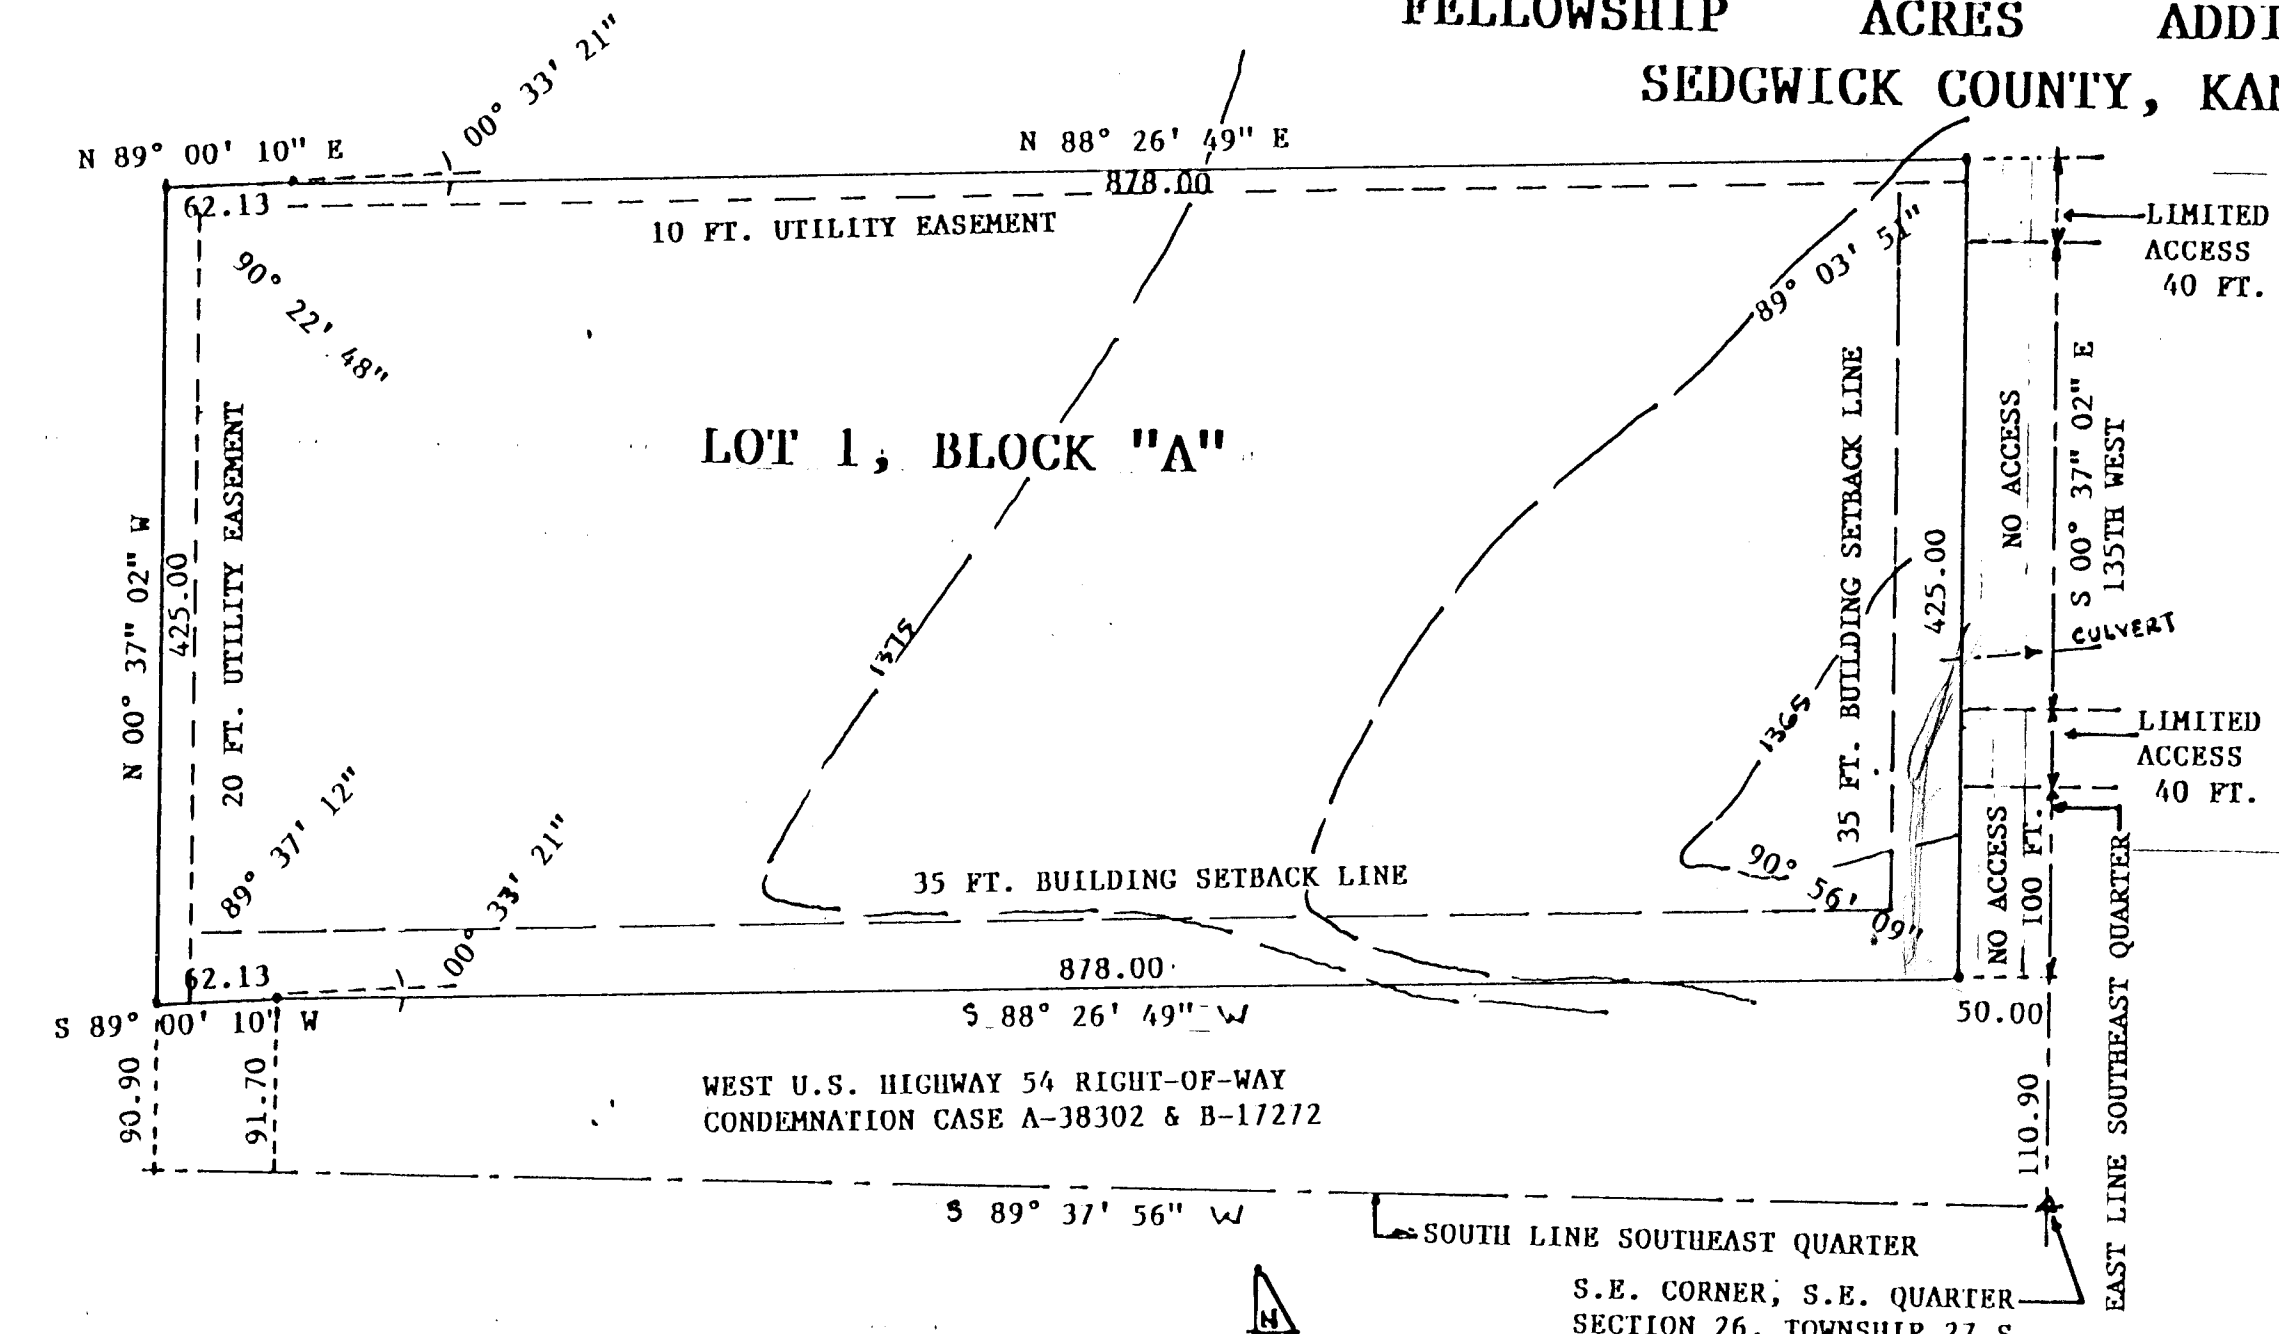 FELLOWSHIP ACRES
SEDGWICK COUNTY,
00° 33' 21"
N 89° 00' 10" E
N 88° 26' 49" E
62.13
878.00
10 FT. UTILITY EASEMENT
90° 22' 48"
89° 03' 51"
LIMITED
ACCESS
40 FT.
LOT 1, BLOCK "A"
20 FT. UTILITY EASEMENT
N 00° 37' 02" W
425.00
1375
1365
35 FT. BUILDING SETBACK LINE
425.00
NO ACCESS
S 00° 37' 02" E
135TH WEST
CULVERT
LIMITED
ACCESS
40 FT.
89° 37' 12"
00° 33' 21"
35 FT. BUILDING SETBACK LINE
90° 56' 09"
NO ACCESS
100 FT.
62.13
878.00
S 89° 00' 10" W
S 88° 26' 49" W
50.00
90.90
91.70
WEST U.S. HIGHWAY 54 RIGHT-OF-WAY
CONDEMNATION CASE A-38302 & B-17272
110.90
EAST LINE SOUTHEAST QUARTER
S 89° 37' 56" W
SOUTH LINE SOUTHEAST QUARTER
N
S.E. CORNER, S.E. QUARTER
SECTION 26, TOWNSHIP 27 S